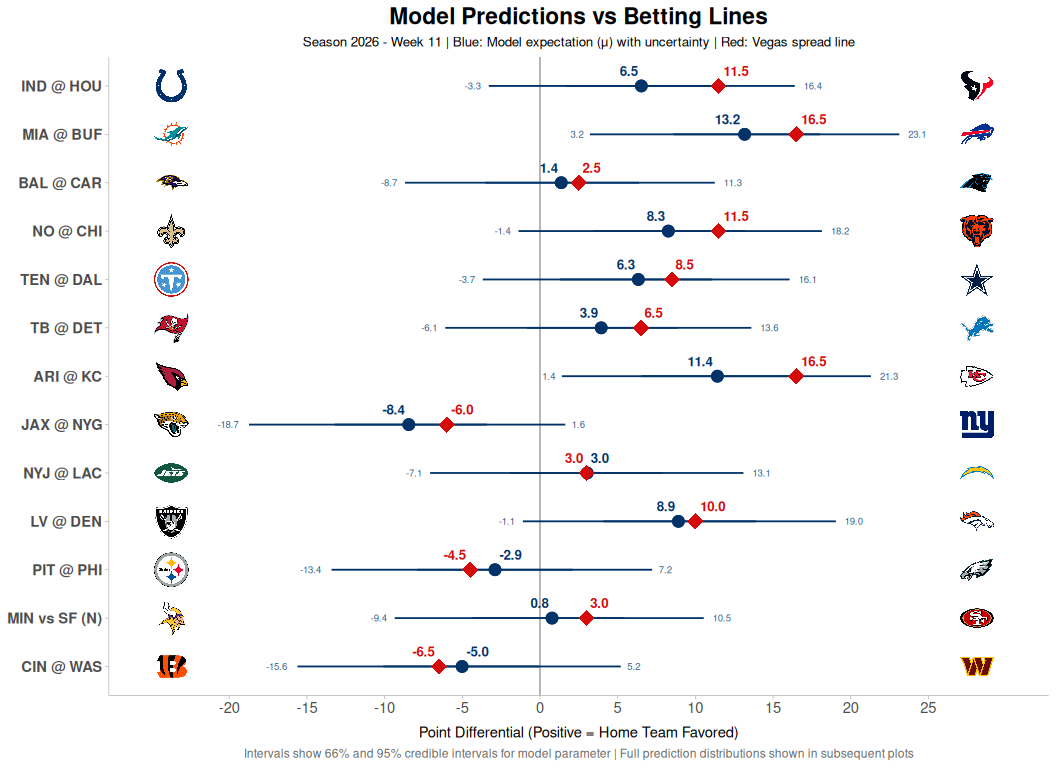 Model Predictions vs Betting Lines
Season 2026 - Week 11 | Blue: Model expectation (μ) with uncertainty | Red: Vegas spread line
IND @ HOU -3.3 6.5 11.5 16.4
MIA @ BUF 3.2 13.2 16.5 23.1
BAL @ CAR -8.7 1.4 2.5 11.3
NO @ CHI -1.4 8.3 11.5 18.2
TEN @ DAL -3.7 6.3 8.5 16.1
TB @ DET -6.1 3.9 6.5 13.6
ARI @ KC 1.4 11.4 16.5 21.3
JAX @ NYG -18.7 -8.4 -6.0 1.6 ny
NYJ @ LAC JETS -7.1 3.0 3.0 13.1
LV @ DEN RAIDERS -1.1 8.9 10.0 19.0
PIT @ PHI -13.4 -4.5 -2.9 7.2
MIN vs SF (N) -9.4 0.8 3.0 10.5 SF
CIN @ WAS B -15.6 -6.5 -5.0 5.2 W
-20 -15 -10 -5 0 5 10 15 20 25
Point Differential (Positive = Home Team Favored)
Intervals show 66% and 95% credible intervals for model parameter | Full prediction distributions shown in subsequent plots